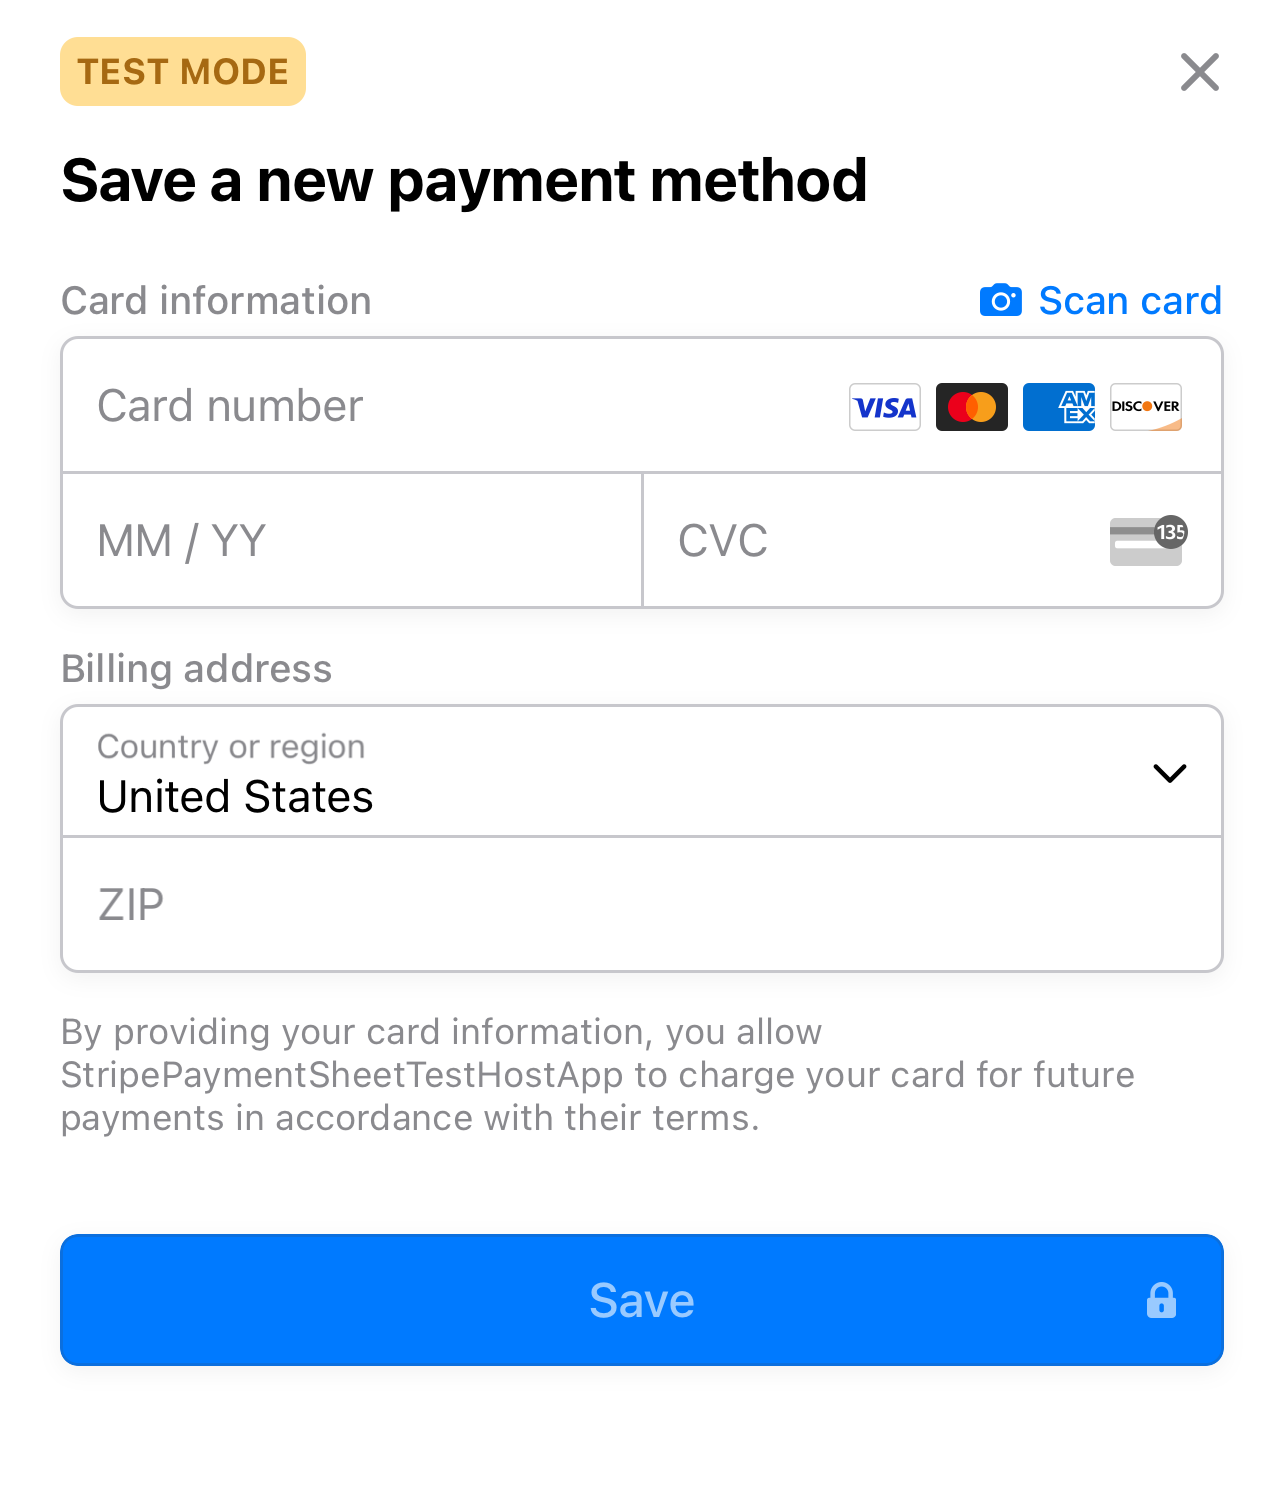 TEST MODE
Save a new payment method
Card information
Scan card
Card number
VISA
AM
EX
DISCOVER
MM / YY
CVC
135
Billing address
Country or region
United States
ZIP
By providing your card information, you allow
StripePaymentSheetTestHostApp to charge your card for future
payments in accordance with their terms.
Save